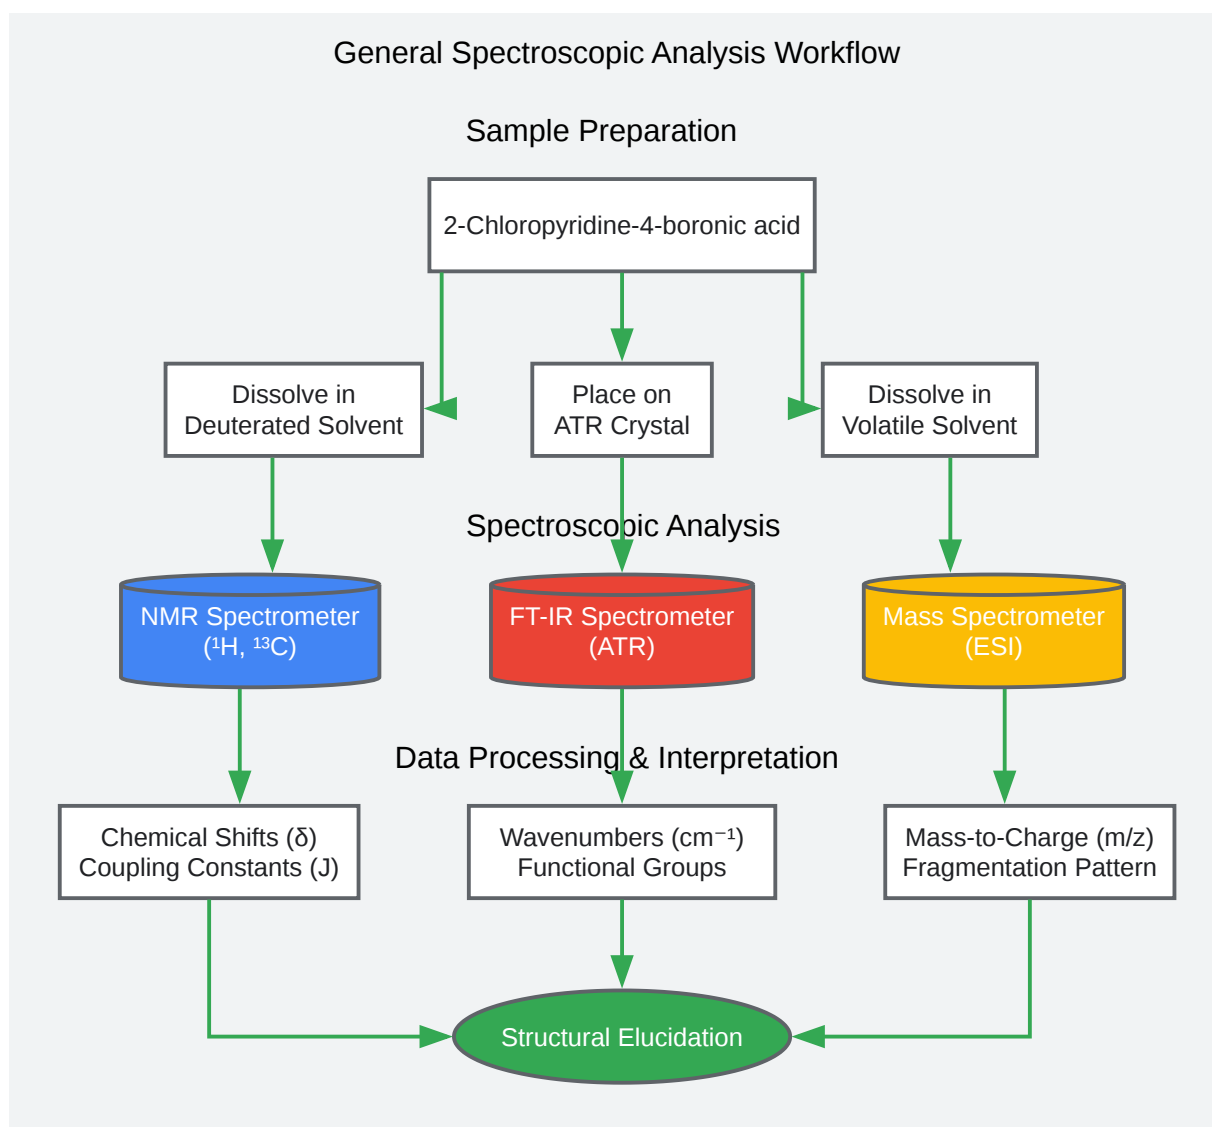 General Spectroscopic Analysis Workflow
Sample Preparation
2-Chloropyridine-4-boronic acid
Dissolve in
Deuterated Solvent
Place on
ATR Crystal
Dissolve in
Volatile Solvent
Spectroscopic Analysis
NMR Spectrometer
(¹H, ¹³C)
FT-IR Spectrometer
(ATR)
Mass Spectrometer
(ESI)
Data Processing & Interpretation
Chemical Shifts (δ)
Coupling Constants (J)
Wavenumbers (cm⁻¹)
Functional Groups
Mass-to-Charge (m/z)
Fragmentation Pattern
Structural Elucidation